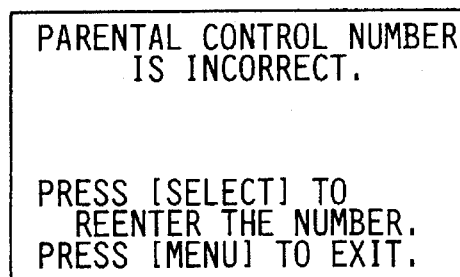 PARENTAL CONTROL NUMBER
IS INCORRECT.
PRESS [SELECT] TO
REENTER THE NUMBER.
PRESS [MENU] TO EXIT.